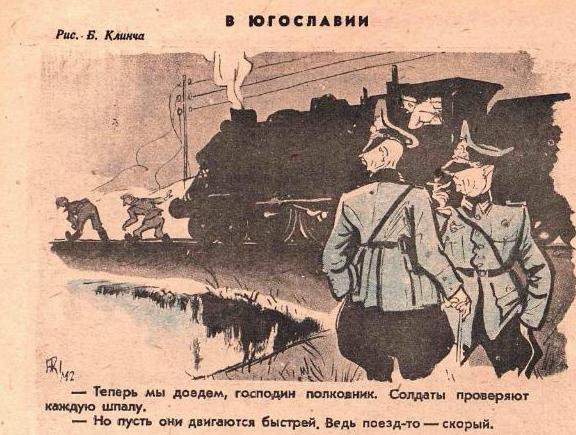 В ЮГОСЛАВИИ
Рис. Б. Клинча
42
— Теперь мы доедем, господин полковник. Солдаты проверяют
каждую шпалу.
— Но пусть они двигаются быстрей. Ведь поезд-то — скорый.